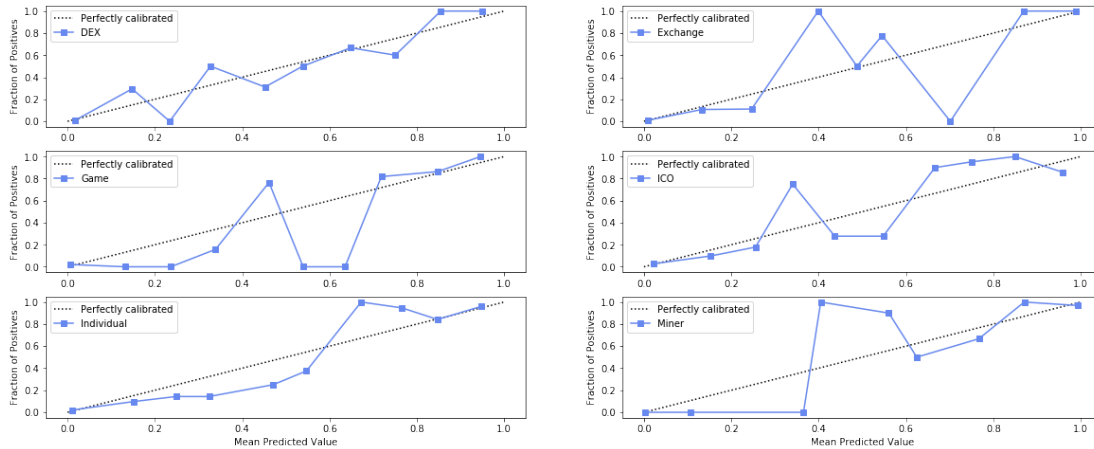 Fraction of Positives
1.0
0.8
0.6
0.4
0.2
0.0
Perfectly calibrated
DEX
0.0 0.2 0.4 0.6 0.8 1.0
Fraction of Positives
1.0
0.8
0.6
0.4
0.2
0.0
Perfectly calibrated
Exchange
0.0 0.2 0.4 0.6 0.8 1.0
Fraction of Positives
1.0
0.8
0.6
0.4
0.2
0.0
Perfectly calibrated
Game
0.0 0.2 0.4 0.6 0.8 1.0
Fraction of Positives
1.0
0.8
0.6
0.4
0.2
0.0
Perfectly calibrated
ICO
0.0 0.2 0.4 0.6 0.8 1.0
Fraction of Positives
1.0
0.8
0.6
0.4
0.2
0.0
Perfectly calibrated
Individual
0.0 0.2 0.4 0.6 0.8 1.0
Mean Predicted Value
Fraction of Positives
1.0
0.8
0.6
0.4
0.2
0.0
Perfectly calibrated
Miner
0.0 0.2 0.4 0.6 0.8 1.0
Mean Predicted Value